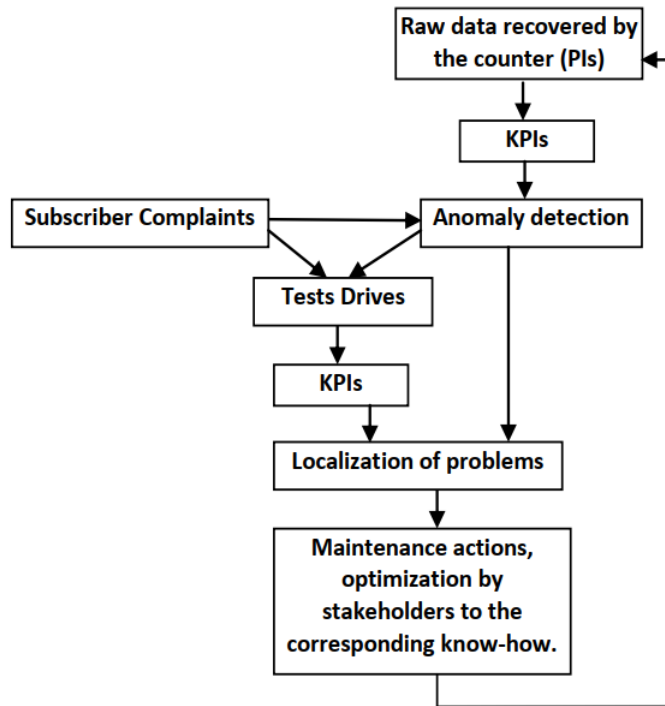 Raw data recovered by
the counter (PIs)
KPIs
Subscriber Complaints
Anomaly detection
Tests Drives
KPIs
Localization of problems
Maintenance actions,
optimization by
stakeholders to the
corresponding know-how.